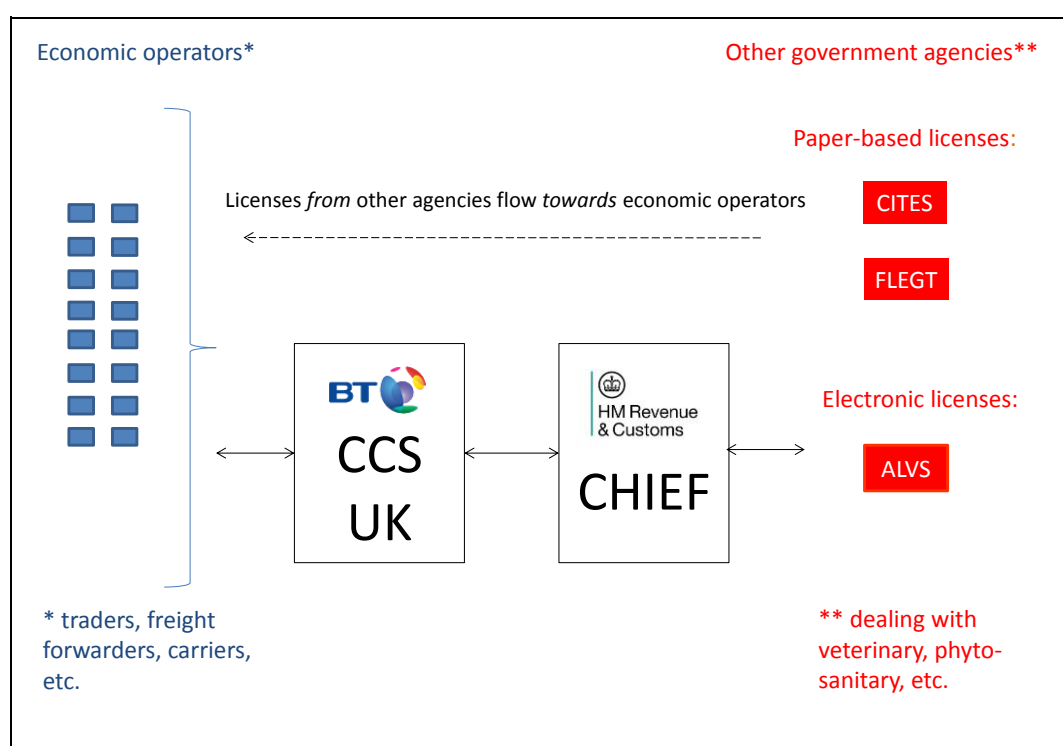 Economic operators*
Other government agencies**
Paper-based licenses:
Licenses from other agencies flow towards economic operators
CITES
FLEGT
BT
CCS
UK
HM Revenue
& Customs
CHIEF
Electronic licenses:
ALVS
* traders, freight
forwarders, carriers,
etc.
** dealing with
veterinary, phyto-
sanitary, etc.